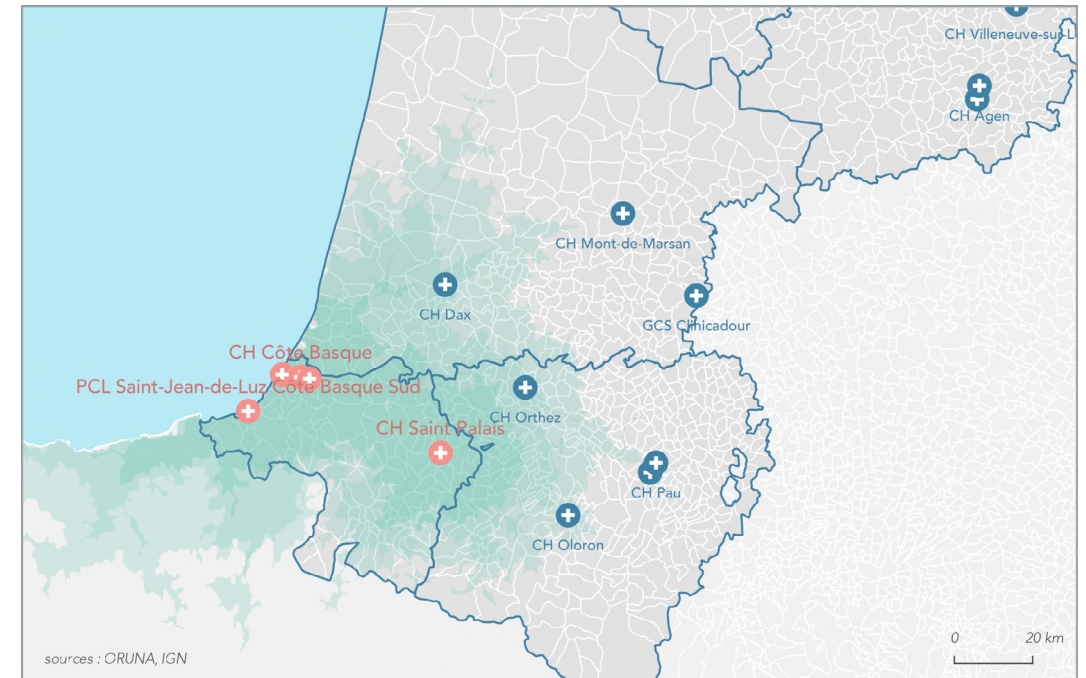 CH Villeneuve-sur-L
CH Agen
CH Mont-de-Marsan
CH Dax
GCS Clinicadour
CH Côte Basque
PCL Saint-Jean-de-Luz Côte Basque Sud
CH Orthez
CH Saint Palais
CH Pau
CH Oloron
0 20 km
sources : ORUNA, IGN